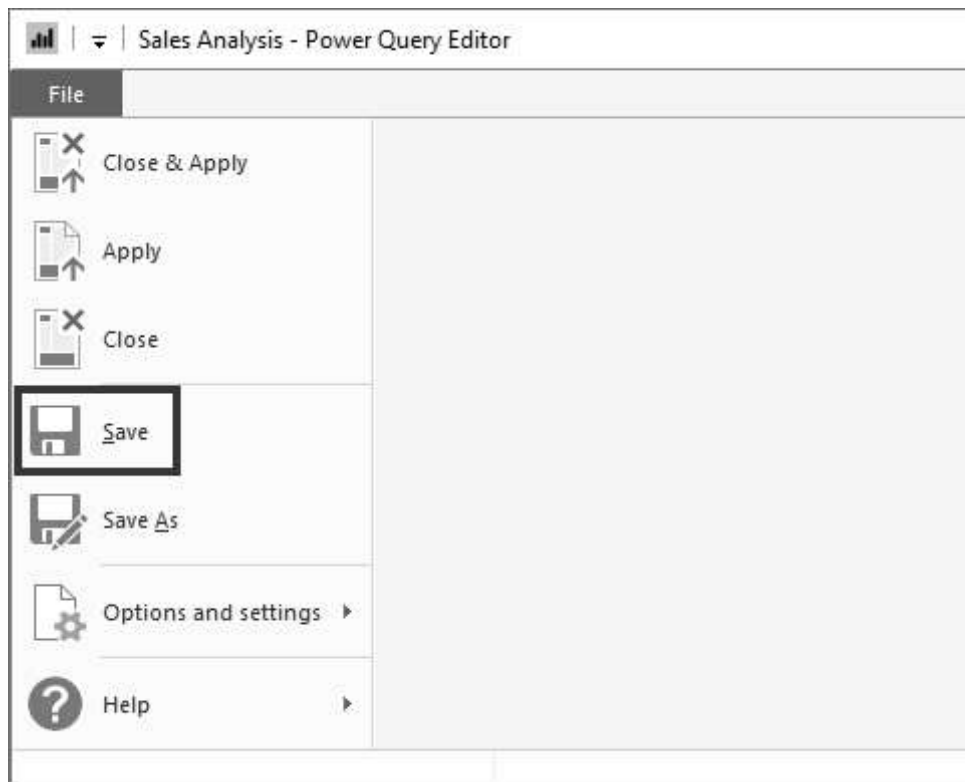 Sales Analysis - Power Query Editor
File
Close & Apply
Apply
Close
Save
Save As
Options and settings
Help